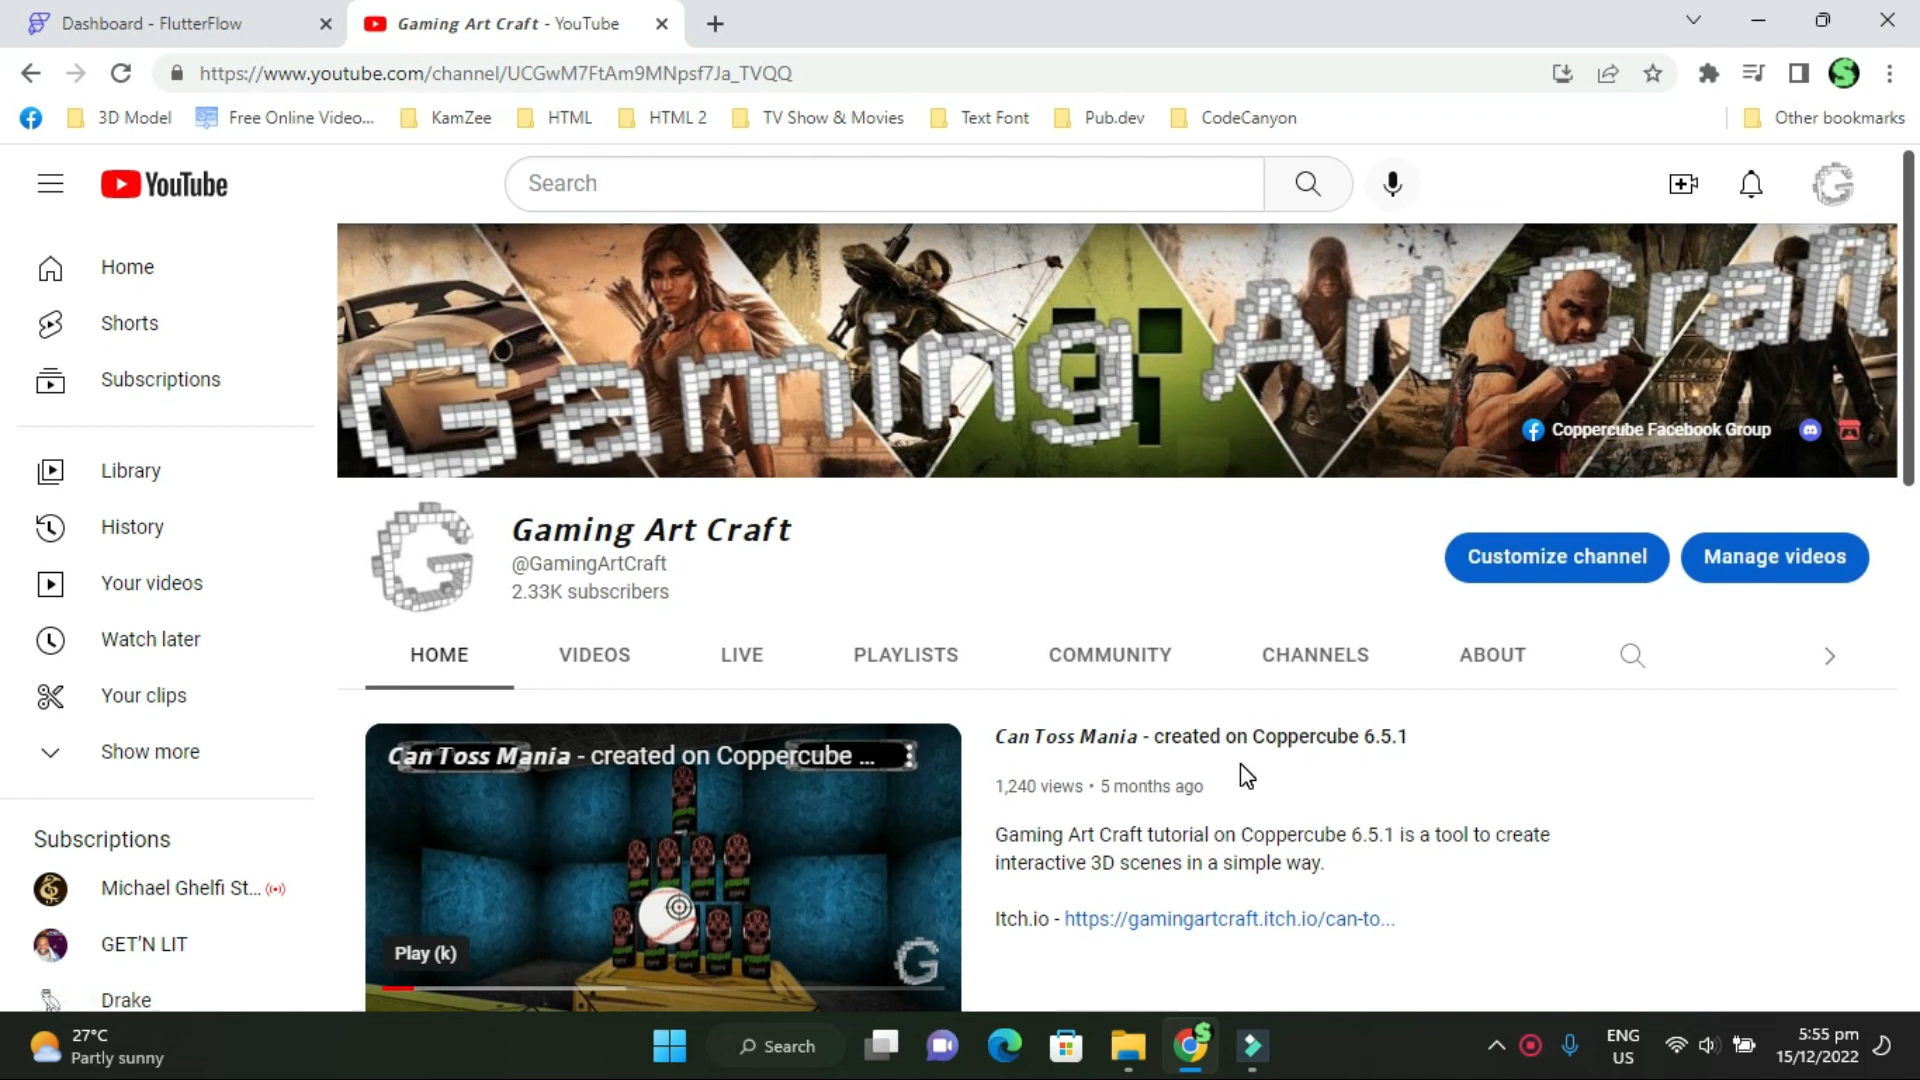 Dashboard - FlutterFlow
Gaming Art Craft - YouTube
https://www.youtube.com/channel/UCGwM7FtAm9MNpsf7Ja_TVQQ
3D Model
Free Online Video...
KamZee
HTML
HTML 2
TV Show & Movies
Text Font
Pub.dev
CodeCanyon
Other bookmarks
YouTube
Search
Home
Shorts
Subscriptions
Library
History
Your videos
Watch later
Your clips
Show more
Subscriptions
Michael Ghelfi St...
GET'N LIT
Drake
Gaming Art Craft
Coppercube Facebook Group
Gaming Art Craft
@GamingArtCraft
2.33K subscribers
Customize channel
Manage videos
HOME
VIDEOS
LIVE
PLAYLISTS
COMMUNITY
CHANNELS
ABOUT
Can Toss Mania - created on Coppercube ...
Play (k)
Can Toss Mania - created on Coppercube 6.5.1
1,240 views • 5 months ago
Gaming Art Craft tutorial on Coppercube 6.5.1 is a tool to create
interactive 3D scenes in a simple way.
Itch.io - https://gamingartcraft.itch.io/can-to...
27°C
Partly sunny
Search
ENG
US
5:55 pm
15/12/2022